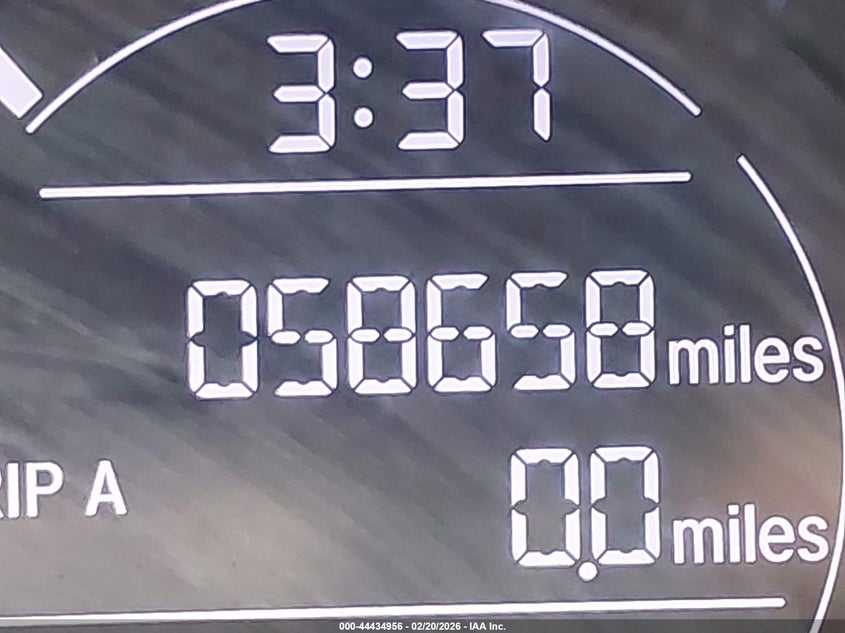 3:37
058658 miles
RIP A
0.0 miles
000-44434956 - 02/20/2026 - IAA Inc.